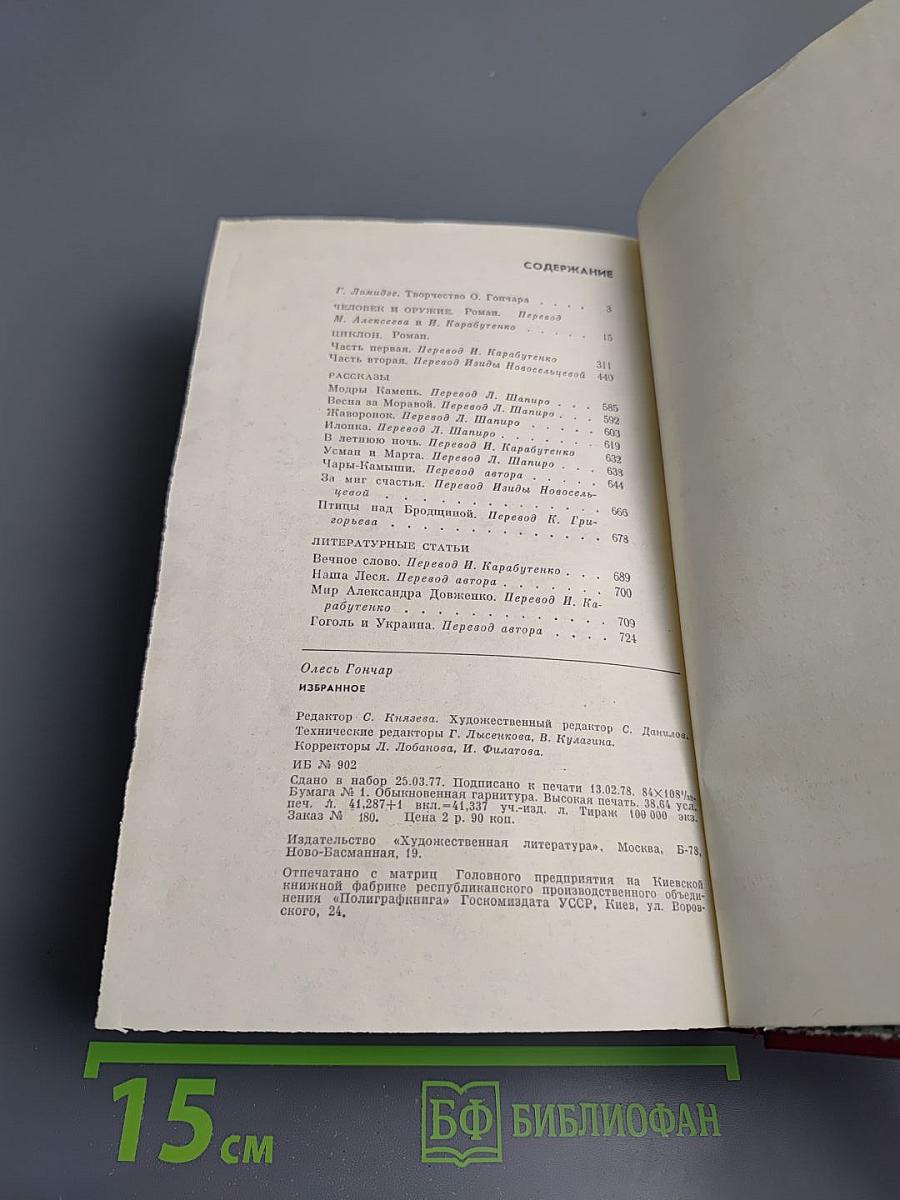 СОДЕРЖАНИЕ
Г. Ломидзе. Творчество О. Гончара . . . . 3
ЧЕЛОВЕК И ОРУЖИЕ. Роман. Перевод
М. Алексеева и И. Карабутенко . . . . . . 15
ЦИКЛОН. Роман.
Часть первая. Перевод И. Карабутенко 311
Часть вторая. Перевод Изиды Новосельцевой 440
РАССКАЗЫ
Модры Камень. Перевод Л. Шапиро . . . 585
Весна за Моравой. Перевод Л. Шапиро . . 592
Жаворонок. Перевод Л. Шапиро . . . . . 603
Илонка. Перевод Л. Шапиро . . . . . . 619
В летнюю ночь. Перевод И. Карабутенко 632
Усман и Марта. Перевод Л. Шапиро . . . 638
Чары-Камыши. Перевод автора . . . . . 644
За миг счастья. Перевод Изиды Новосель-
цевой . . . . . . . . . . . . . 666
Птицы над Бродщиной. Перевод К. Гри-
горьева . . . . . . . . . . . . . 678
ЛИТЕРАТУРНЫЕ СТАТЬИ
Вечное слово. Перевод И. Карабутенко . . . 689
Наша Леся. Перевод автора . . . . . . 700
Мир Александра Довженко. Перевод И. Ка-
рабутенко . . . . . . . . . . . . 709
Гоголь и Украина. Перевод автора . . . . 724
Олесь Гончар
ИЗБРАННОЕ
Редактор С. Князева. Художественный редактор С. Данилов.
Технические редакторы Г. Лысенкова, В. Кулагина.
Корректоры Л. Лобанова, И. Филатова.
ИБ № 902
Сдано в набор 25.03.77. Подписано к печати 13.02.78. 84×108¹/₃₂.
Бумага № 1. Обыкновенная гарнитура. Высокая печать. 38,64 усл.
печ. л. 41,287+1 вкл.=41,337 уч.-изд. л. Тираж 100 000 экз.
Заказ № 180. Цена 2 р. 90 коп.
Издательство «Художественная литература». Москва, Б-78,
Ново-Басманная, 19.
Отпечатано с матриц Головного предприятия на Киевской
книжной фабрике республиканского производственного объеди-
нения «Полиграфкнига» Госкомиздата УССР, Киев, ул. Воров-
ского, 24.
15 см
БФ БИБЛИОФАН